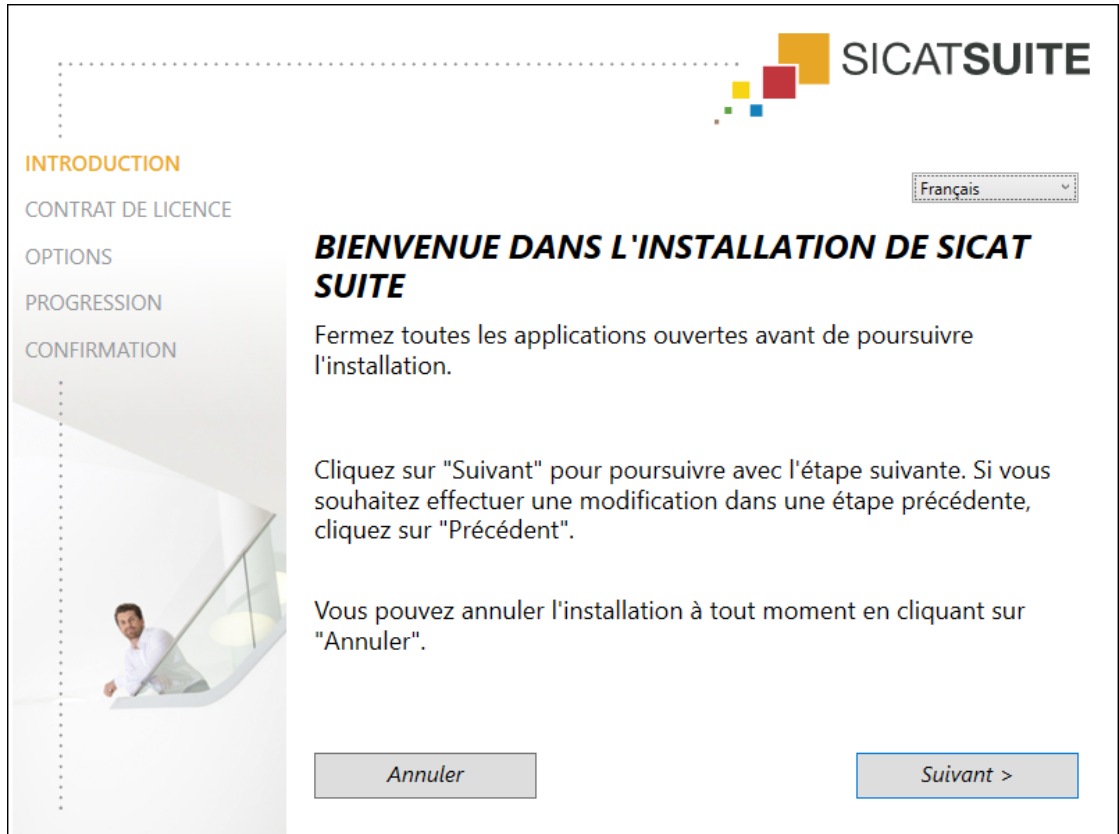 SICATSUITE
INTRODUCTION
CONTRAT DE LICENCE
OPTIONS
PROGRESSION
CONFIRMATION
Français
BIENVENUE DANS L'INSTALLATION DE SICAT
SUITE
Fermez toutes les applications ouvertes avant de poursuivre
l'installation.
Cliquez sur "Suivant" pour poursuivre avec l'étape suivante. Si vous
souhaitez effectuer une modification dans une étape précédente,
cliquez sur "Précédent".
Vous pouvez annuler l'installation à tout moment en cliquant sur
"Annuler".
Annuler
Suivant >